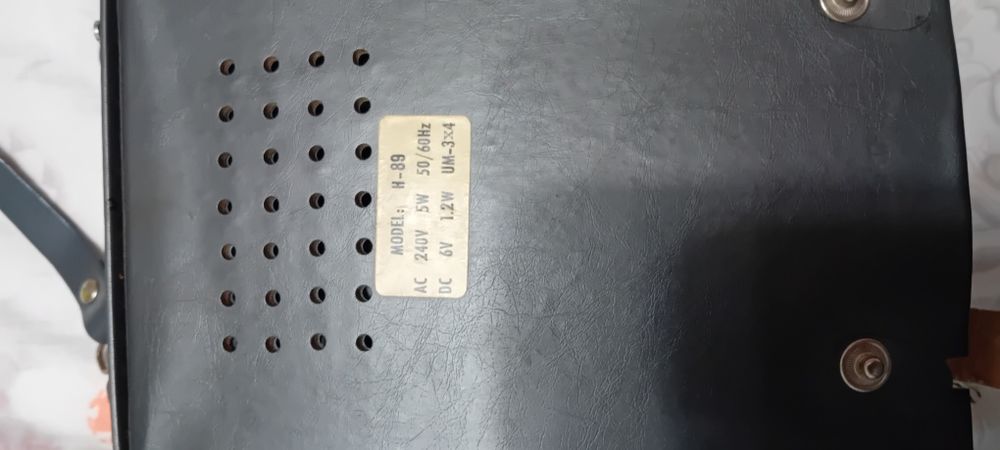 MODEL: H-89
AC 240V 5W 50/60Hz
DC 6V 1.2W UM-3×4